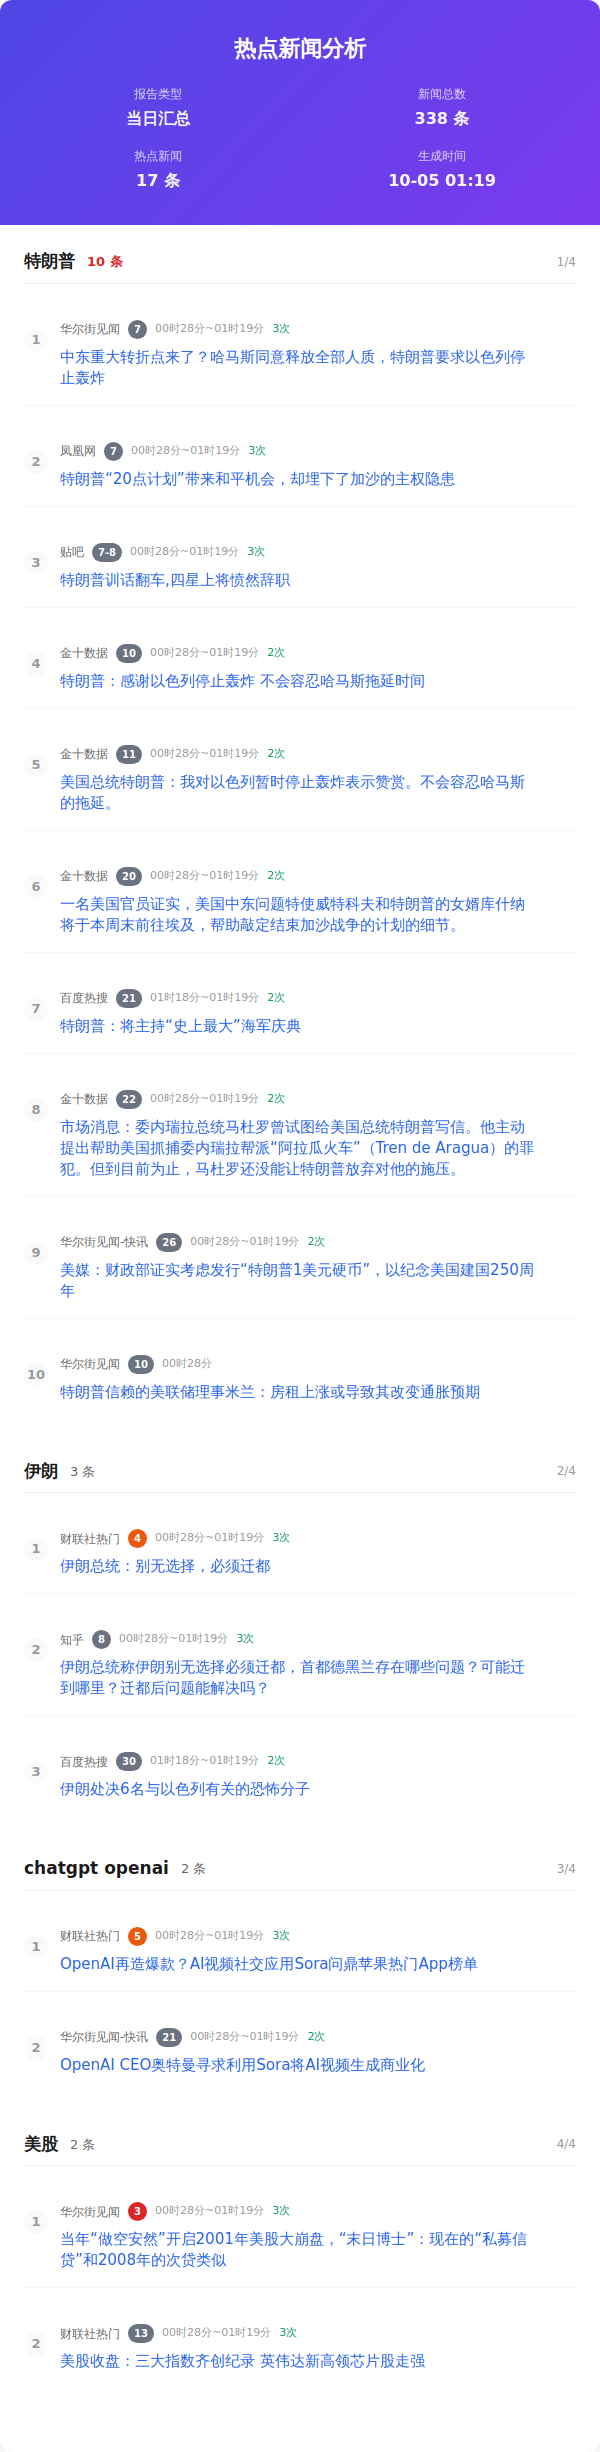 热点新闻分析
报告类型
当日汇总
新闻总数
338 条
热点新闻
17 条
生成时间
10-05 01:19
特朗普 10 条 1/4
1 华尔街见闻 7 00时28分~01时19分 3次
中东重大转折点来了？哈马斯同意释放全部人质，特朗普要求以色列停
止轰炸
2 凤凰网 7 00时28分~01时19分 3次
特朗普“20点计划”带来和平机会，却埋下了加沙的主权隐患
3 贴吧 7-8 00时28分~01时19分 3次
特朗普训话翻车,四星上将愤然辞职
4 金十数据 10 00时28分~01时19分 2次
特朗普：感谢以色列停止轰炸 不会容忍哈马斯拖延时间
5 金十数据 11 00时28分~01时19分 2次
美国总统特朗普：我对以色列暂时停止轰炸表示赞赏。不会容忍哈马斯
的拖延。
6 金十数据 20 00时28分~01时19分 2次
一名美国官员证实，美国中东问题特使威特科夫和特朗普的女婿库什纳
将于本周末前往埃及，帮助敲定结束加沙战争的计划的细节。
7 百度热搜 21 01时18分~01时19分 2次
特朗普：将主持“史上最大”海军庆典
8 金十数据 22 00时28分~01时19分 2次
市场消息：委内瑞拉总统马杜罗曾试图给美国总统特朗普写信。他主动
提出帮助美国抓捕委内瑞拉帮派“阿拉瓜火车”（Tren de Aragua）的罪
犯。但到目前为止，马杜罗还没能让特朗普放弃对他的施压。
9 华尔街见闻-快讯 26 00时28分~01时19分 2次
美媒：财政部证实考虑发行“特朗普1美元硬币”，以纪念美国建国250周
年
10 华尔街见闻 10 00时28分
特朗普信赖的美联储理事米兰：房租上涨或导致其改变通胀预期
伊朗 3 条 2/4
1 财联社热门 4 00时28分~01时19分 3次
伊朗总统：别无选择，必须迁都
2 知乎 8 00时28分~01时19分 3次
伊朗总统称伊朗别无选择必须迁都，首都德黑兰存在哪些问题？可能迁
到哪里？迁都后问题能解决吗？
3 百度热搜 30 01时18分~01时19分 2次
伊朗处决6名与以色列有关的恐怖分子
chatgpt openai 2 条 3/4
1 财联社热门 5 00时28分~01时19分 3次
OpenAI再造爆款？AI视频社交应用Sora问鼎苹果热门App榜单
2 华尔街见闻-快讯 21 00时28分~01时19分 2次
OpenAI CEO奥特曼寻求利用Sora将AI视频生成商业化
美股 2 条 4/4
1 华尔街见闻 3 00时28分~01时19分 3次
当年“做空安然”开启2001年美股大崩盘，“末日博士”：现在的“私募信
贷”和2008年的次贷类似
2 财联社热门 13 00时28分~01时19分 3次
美股收盘：三大指数齐创纪录 英伟达新高领芯片股走强